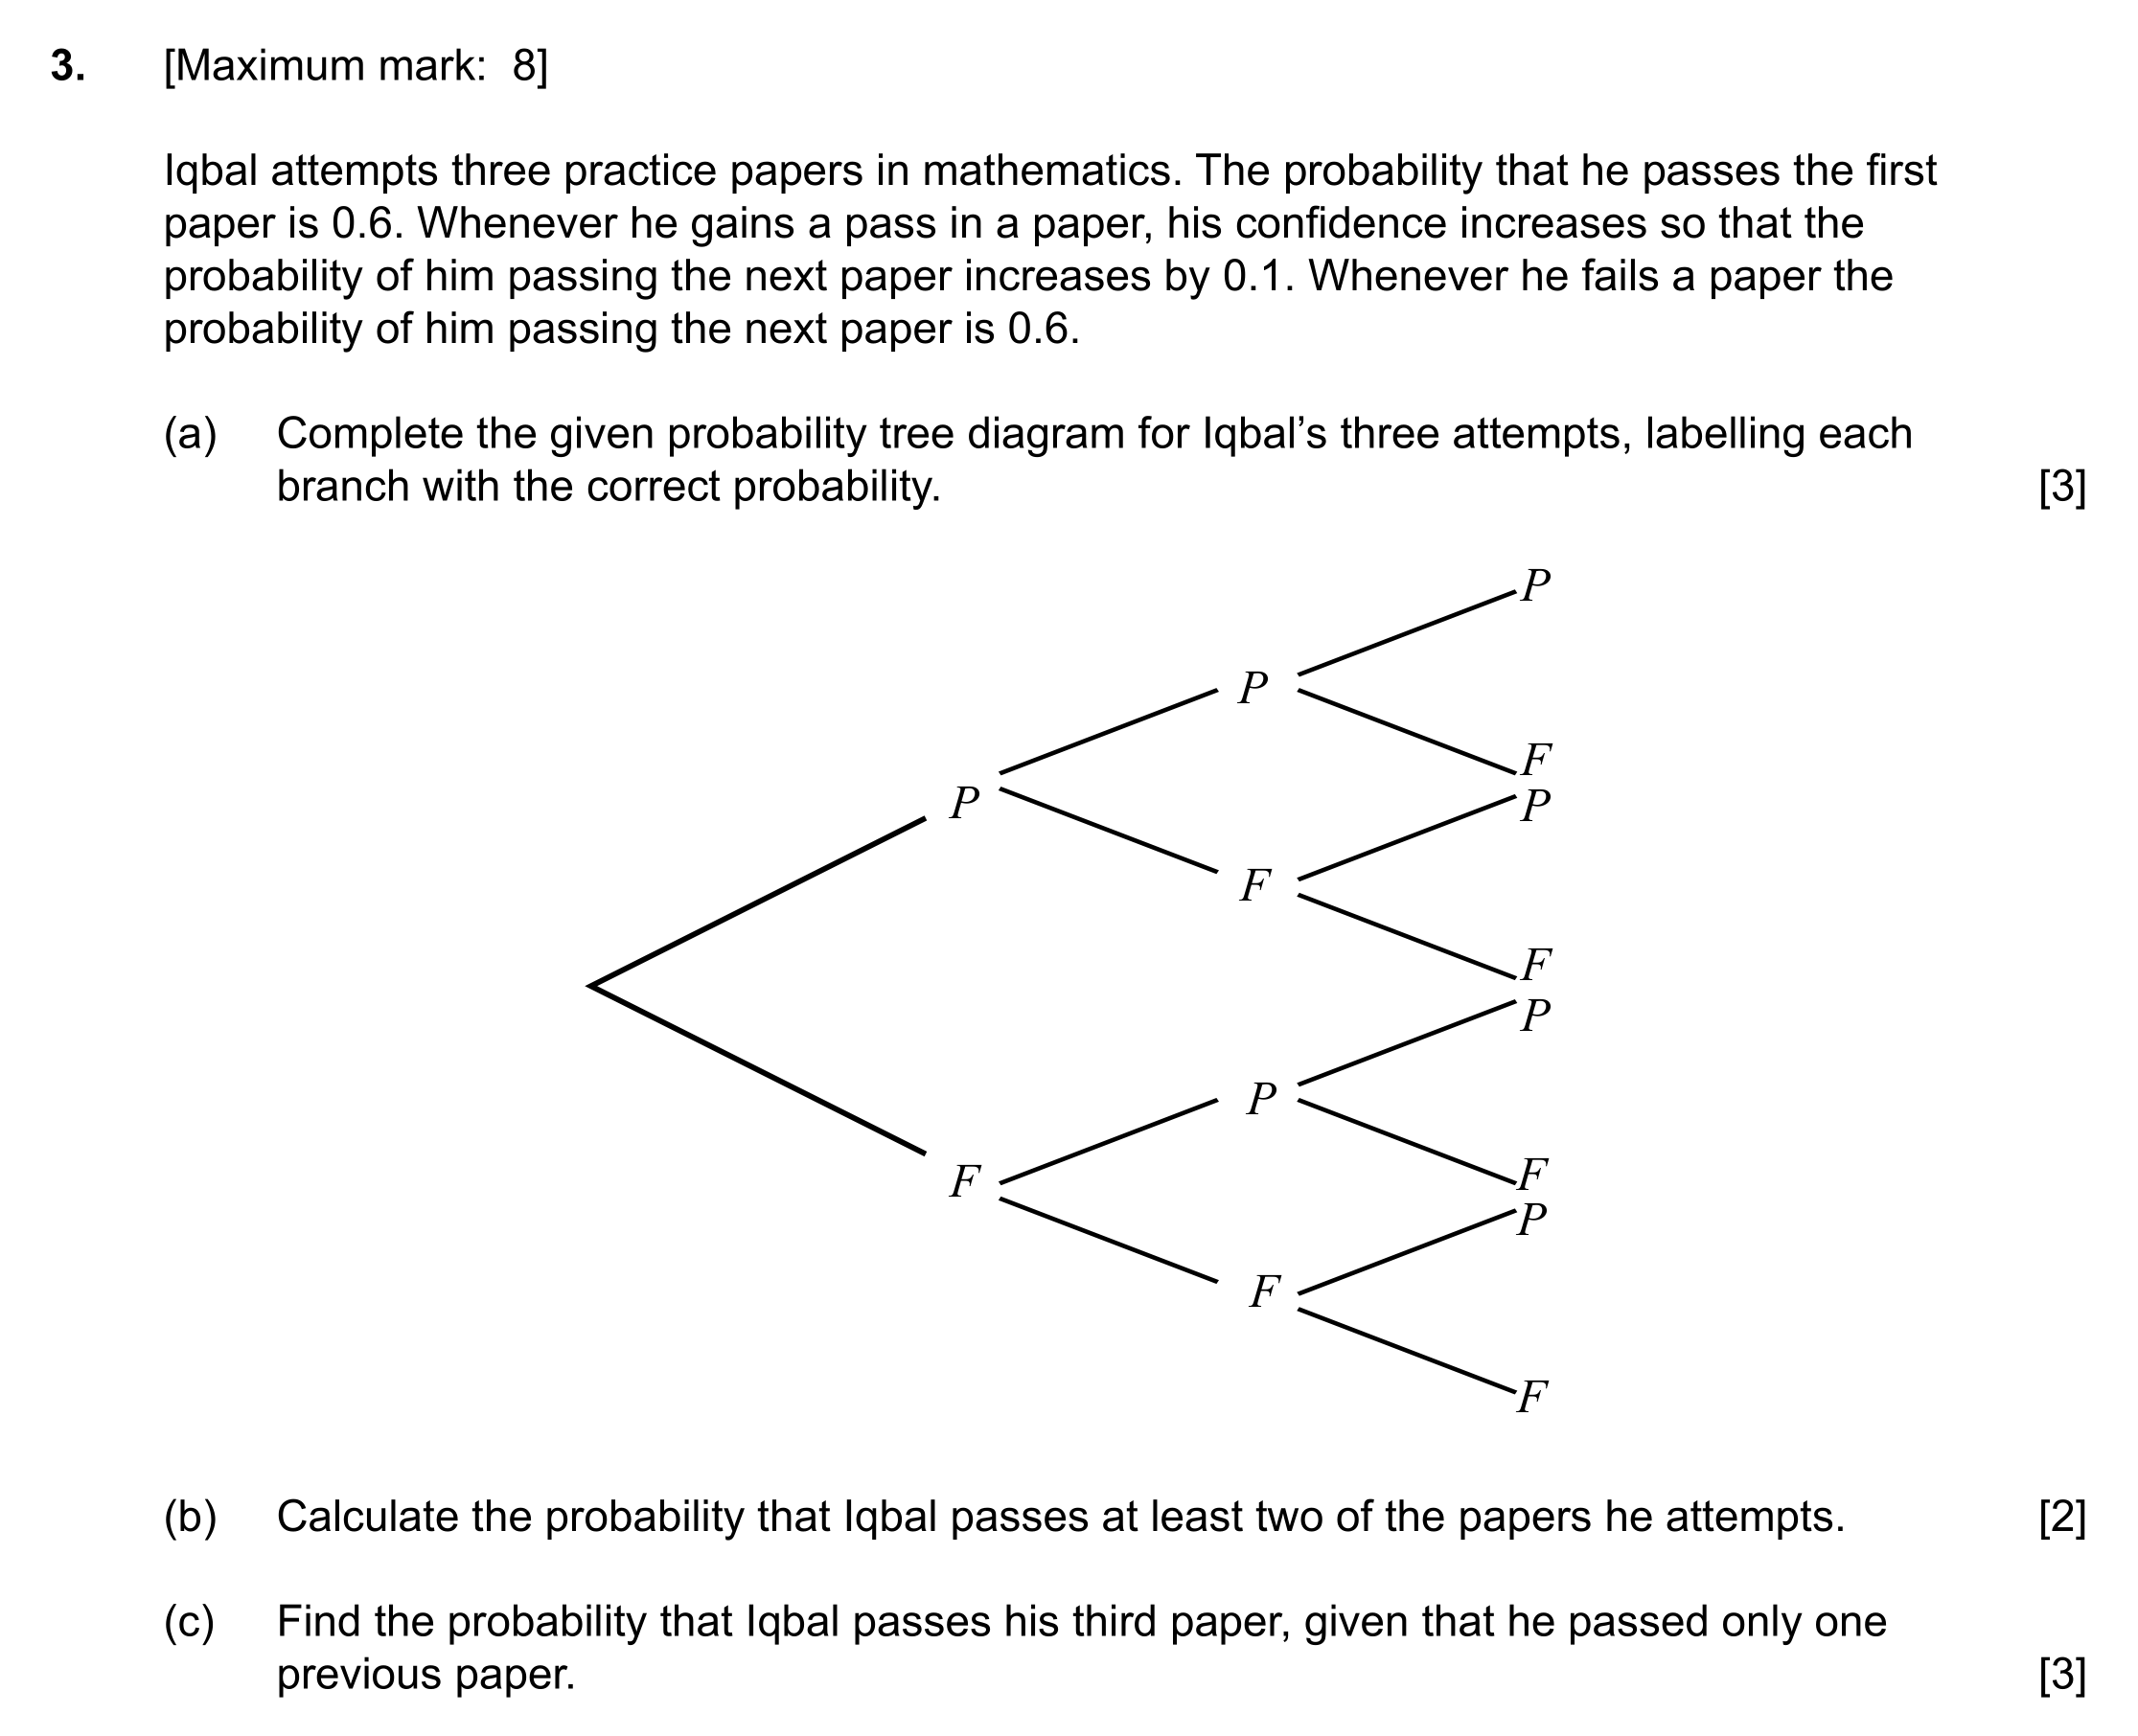 3. [Maximum mark: 8]
Iqbal attempts three practice papers in mathematics. The probability that he passes the first
paper is 0.6. Whenever he gains a pass in a paper, his confidence increases so that the
probability of him passing the next paper increases by 0.1. Whenever he fails a paper the
probability of him passing the next paper is 0.6.
(a) Complete the given probability tree diagram for Iqbal’s three attempts, labelling each
branch with the correct probability. [3]
P
P
F
P
P
F
F
P
P
F
F
P
F
F
(b) Calculate the probability that Iqbal passes at least two of the papers he attempts. [2]
(c) Find the probability that Iqbal passes his third paper, given that he passed only one
previous paper. [3]